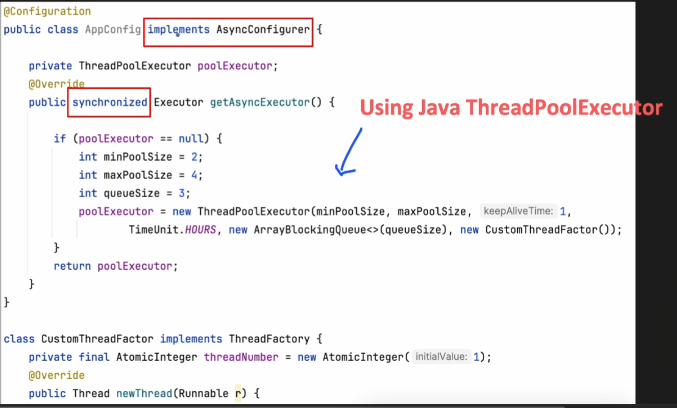 @Configuration
public class AppConfig implements AsyncConfigurer {
private ThreadPoolExecutor poolExecutor;
@Override
public synchronized Executor getAsyncExecutor() {
Using Java ThreadPoolExecutor
if (poolExecutor == null) {
int minPoolSize = 2;
int maxPoolSize = 4;
int queueSize = 3;
poolExecutor = new ThreadPoolExecutor(minPoolSize, maxPoolSize, keepAliveTime: 1,
TimeUnit.HOURS, new ArrayBlockingQueue<>(queueSize), new CustomThreadFactor());
}
return poolExecutor;
}
}
class CustomThreadFactor implements ThreadFactory {
private final AtomicInteger threadNumber = new AtomicInteger( initialValue: 1);
@Override
public Thread newThread(Runnable r) {